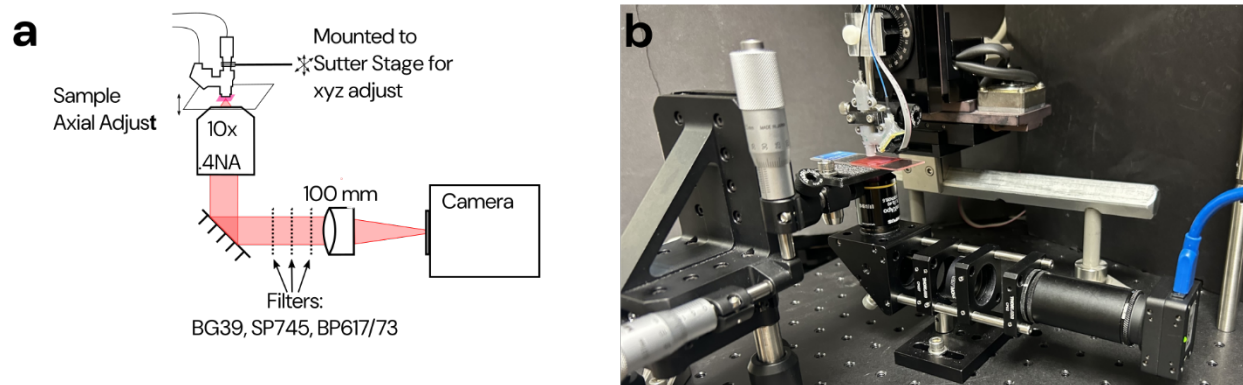 a
Mounted to
Sutter Stage for
xyz adjust
Sample
Axial Adjust
10x
.4NA
100 mm
Camera
Filters:
BG39, SP745, BP617/73
b